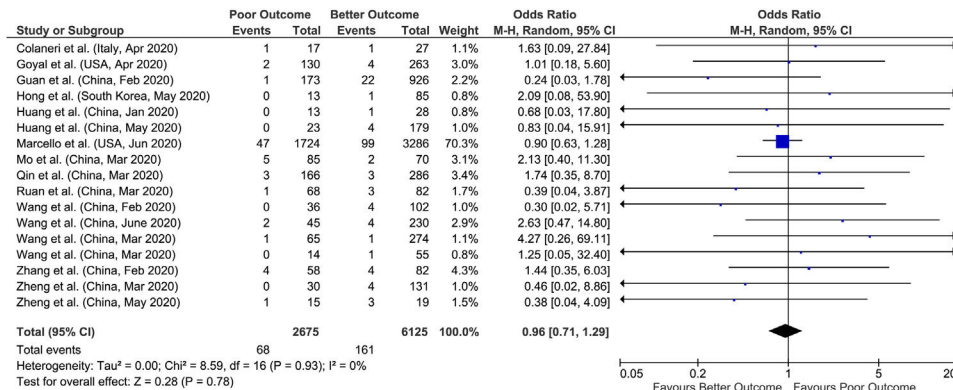 Poor Outcome Better Outcome Odds Ratio Odds Ratio
Study or Subgroup Events Total Events Total Weight M-H, Random, 95% CI M-H, Random, 95% CI
Colaneri et al. (Italy, Apr 2020) 1 17 1 27 1.1% 1.63 [0.09, 27.84]
Goyal et al. (USA, Apr 2020) 2 130 4 263 3.0% 1.01 [0.18, 5.60]
Guan et al. (China, Feb 2020) 1 173 22 926 2.2% 0.24 [0.03, 1.78]
Hong et al. (South Korea, May 2020) 0 13 1 85 0.8% 2.09 [0.08, 53.90]
Huang et al. (China, Jan 2020) 0 13 1 28 0.8% 0.68 [0.03, 17.80]
Huang et al. (China, May 2020) 0 23 4 179 1.0% 0.83 [0.04, 15.91]
Marcello et al. (USA, Jun 2020) 47 1724 99 3286 70.3% 0.90 [0.63, 1.28]
Mo et al. (China, Mar 2020) 5 85 2 70 3.1% 2.13 [0.40, 11.30]
Qin et al. (China, Mar 2020) 3 166 3 286 3.4% 1.74 [0.35, 8.70]
Ruan et al. (China, Mar 2020) 1 68 3 82 1.7% 0.39 [0.04, 3.87]
Wang et al. (China, Feb 2020) 0 36 4 102 1.0% 0.30 [0.02, 5.71]
Wang et al. (China, June 2020) 2 45 4 230 2.9% 2.63 [0.47, 14.80]
Wang et al. (China, Mar 2020) 1 65 1 274 1.1% 4.27 [0.26, 69.11]
Wang et al. (China, Mar 2020) 0 14 1 55 0.8% 1.25 [0.05, 32.40]
Zhang et al. (China, Feb 2020) 4 58 4 82 4.3% 1.44 [0.35, 6.03]
Zheng et al. (China, Mar 2020) 0 30 4 131 1.0% 0.46 [0.02, 8.86]
Zheng et al. (China, May 2020) 1 15 3 19 1.5% 0.38 [0.04, 4.09]
Total (95% CI) 2675 6125 100.0% 0.96 [0.71, 1.29]
Total events 68 161
Heterogeneity: Tau² = 0.00; Chi² = 8.59, df = 16 (P = 0.93); I² = 0%
Test for overall effect: Z = 0.28 (P = 0.78)
0.05 0.2 1 5 20
Favours Better Outcome Favours Poor Outcome